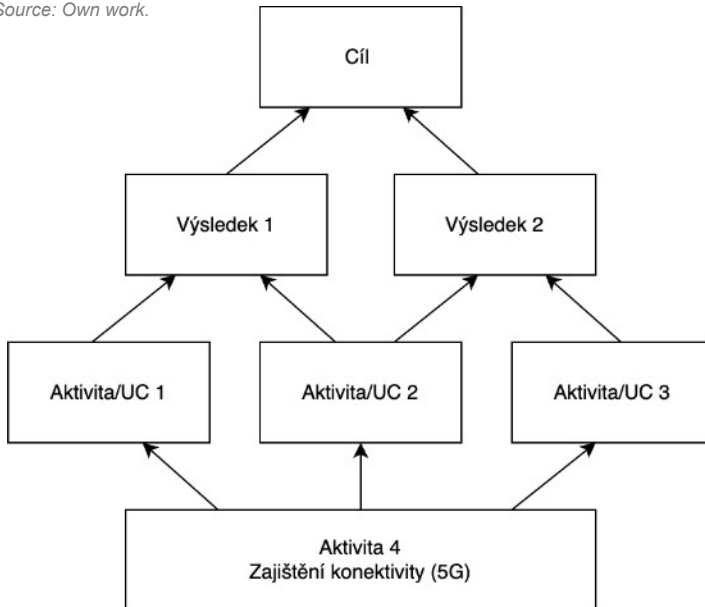 Source: Own work.
Cíl
Výsledek 1
Výsledek 2
Aktivita/UC 1
Aktivita/UC 2
Aktivita/UC 3
Aktivita 4
Zajištění konektivity (5G)